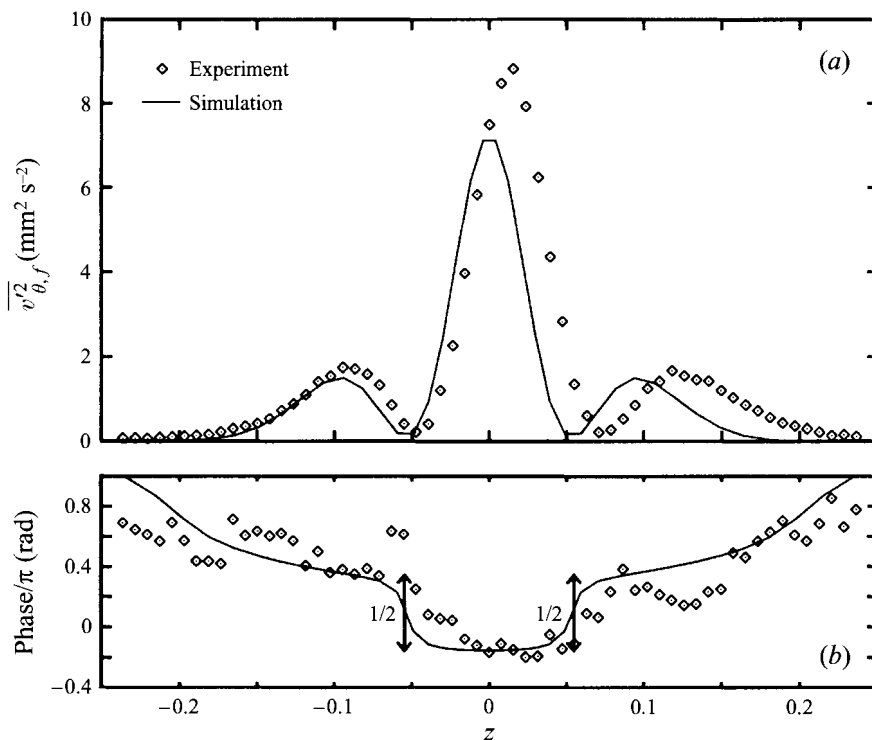 10
8
6
4
2
0
(a)
Experiment
Simulation
v′²θ,f (mm² s⁻²)
0.8
0.4
0
−0.4
1/2
1/2
(b)
Phase/π (rad)
−0.2
−0.1
0
0.1
0.2
z